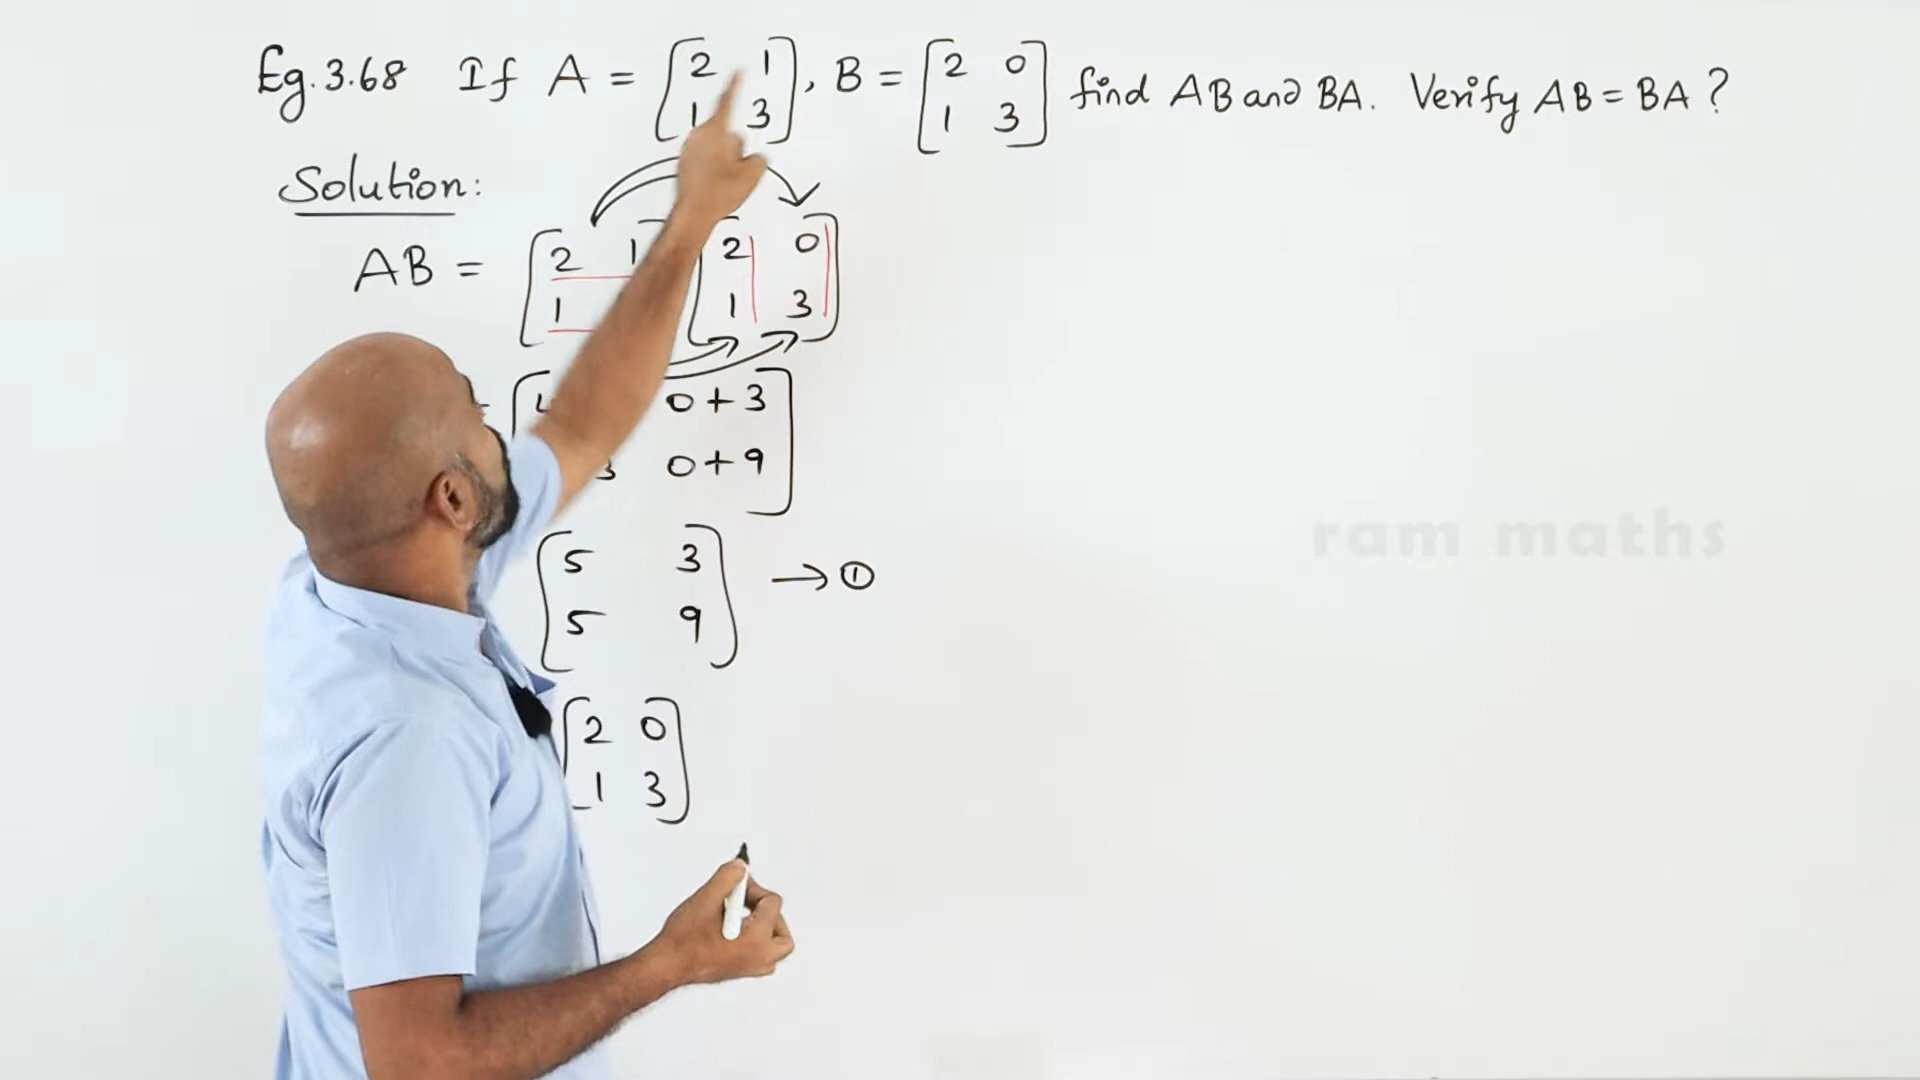 Eg.3.68 If A = [2 1
1 3], B = [2 0
1 3] find AB and BA. Verify AB = BA ?
Solution:
AB = [2 1
1] [2 0
1 3]
0+3
3 0+9
[5 3
5 9] → ①
[2 0
1 3]
ram maths